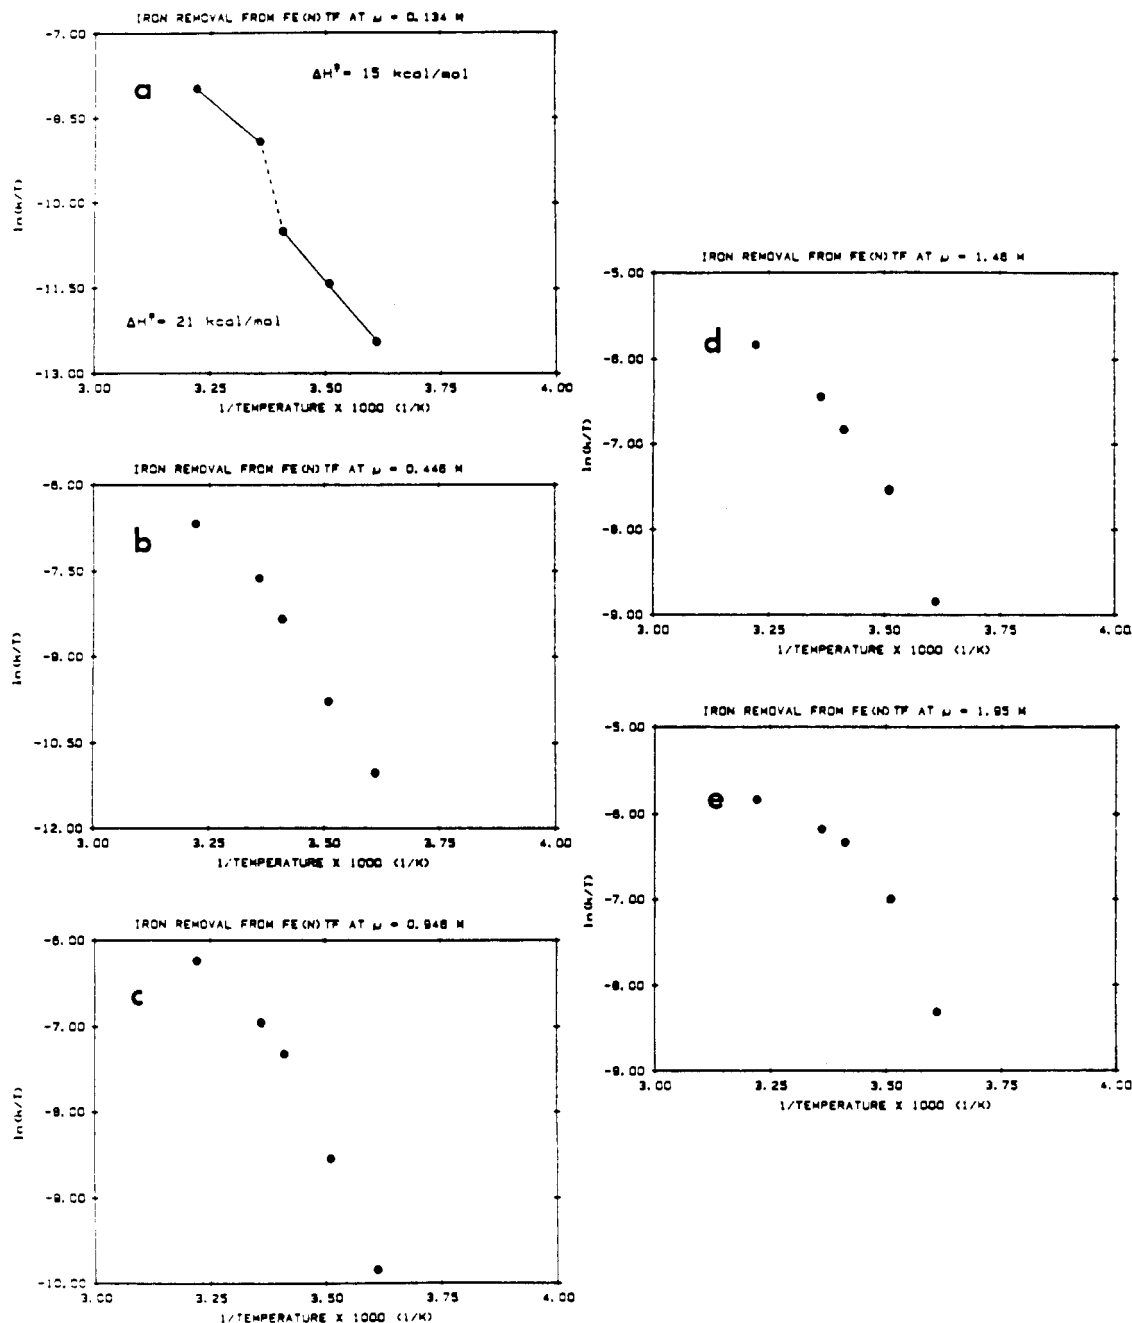 IRON REMOVAL FROM FE(N)TF AT μ = 0.134 M
-7.00
-8.50
-10.00
-11.50
-13.00
ln(k/T)
a
ΔH‡= 15 kcal/mol
ΔH‡= 21 kcal/mol
3.00 3.25 3.50 3.75 4.00
1/TEMPERATURE X 1000 (1/K)
IRON REMOVAL FROM FE(N)TF AT μ = 0.446 M
-6.00
-7.50
-9.00
-10.50
-12.00
ln(k/T)
b
3.00 3.25 3.50 3.75 4.00
1/TEMPERATURE X 1000 (1/K)
IRON REMOVAL FROM FE(N)TF AT μ = 0.946 M
-6.00
-7.00
-8.00
-9.00
-10.00
ln(k/T)
c
3.00 3.25 3.50 3.75 4.00
1/TEMPERATURE X 1000 (1/K)
IRON REMOVAL FROM FE(N)TF AT μ = 1.46 M
-5.00
-6.00
-7.00
-8.00
-9.00
ln(k/T)
d
3.00 3.25 3.50 3.75 4.00
1/TEMPERATURE X 1000 (1/K)
IRON REMOVAL FROM FE(N)TF AT μ = 1.95 M
-5.00
-6.00
-7.00
-8.00
-9.00
ln(k/T)
e
3.00 3.25 3.50 3.75 4.00
1/TEMPERATURE X 1000 (1/K)